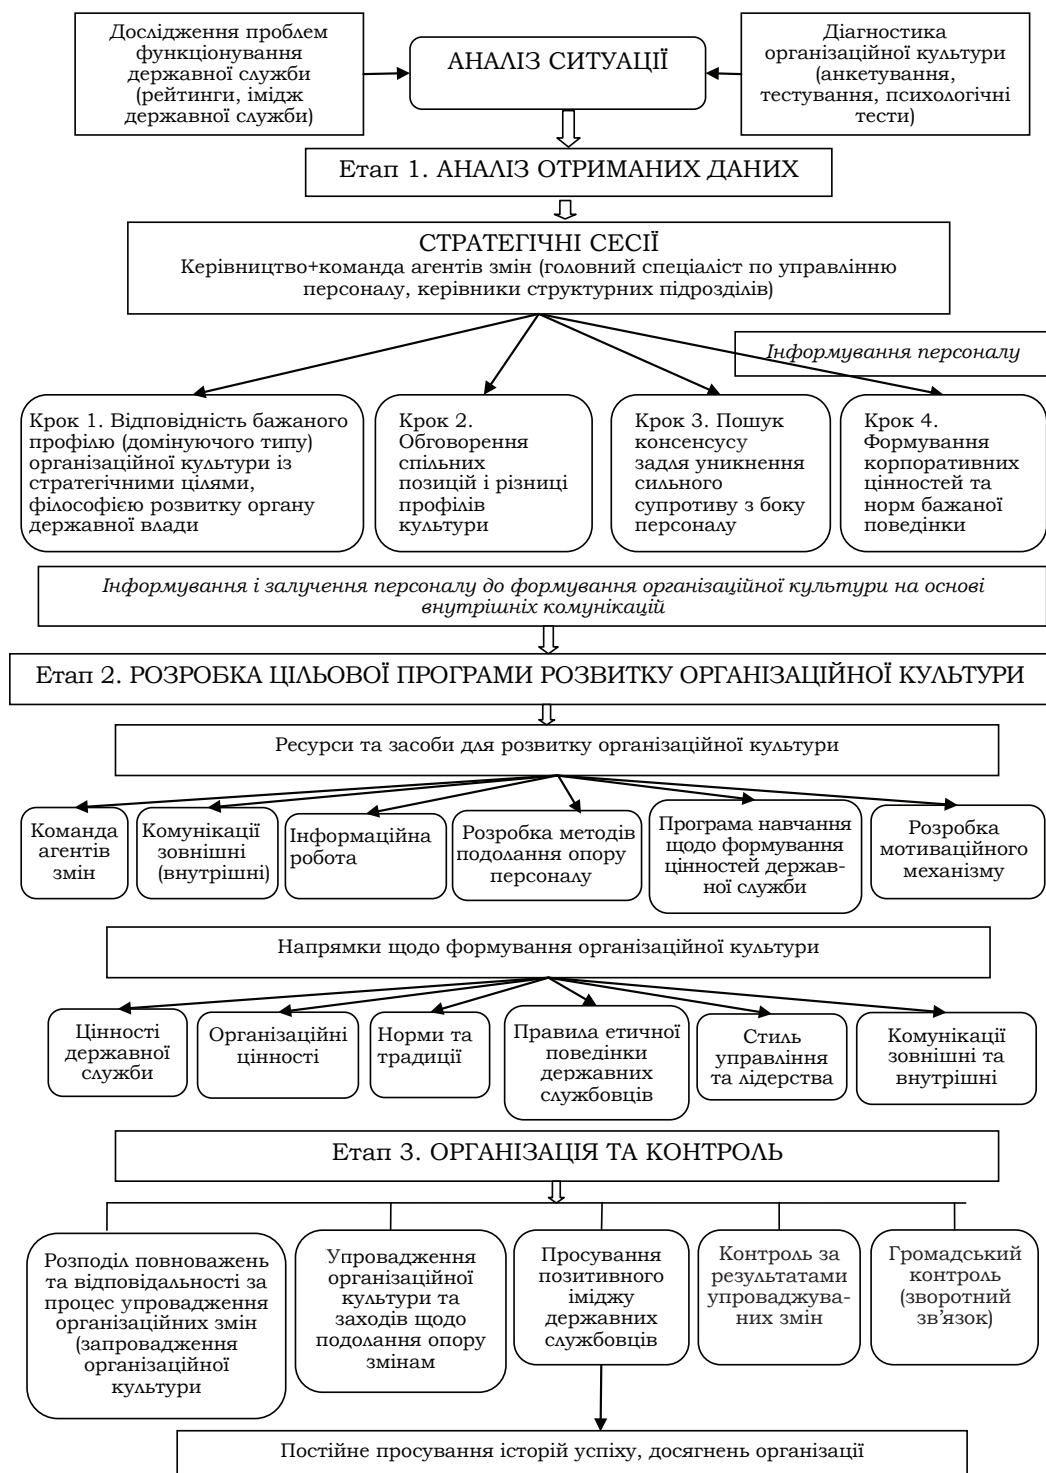 Дослідження проблем
функціонування
державної служби
(рейтинги, імідж
державної служби)
АНАЛІЗ СИТУАЦІЇ
Діагностика
організаційної культури
(анкетування,
тестування, психологічні
тести)
Етап 1. АНАЛІЗ ОТРИМАНИХ ДАНИХ
СТРАТЕГІЧНІ СЕСІЇ
Керівництво+команда агентів змін (головний спеціаліст по управлінню
персоналу, керівники структурних підрозділів)
Інформування персоналу
Крок 1. Відповідність бажаного
профілю (домінуючого типу)
організаційної культури із
стратегічними цілями,
філософією розвитку органу
державної влади
Крок 2.
Обговорення
спільних
позицій і різниці
профілів
культури
Крок 3. Пошук
консенсусу
задля уникнення
сильного
супротиву з боку
персоналу
Крок 4.
Формування
корпоративних
цінностей та
норм бажаної
поведінки
Інформування і залучення персоналу до формування організаційної культури на основі
внутрішніх комунікацій
Етап 2. РОЗРОБКА ЦІЛЬОВОЇ ПРОГРАМИ РОЗВИТКУ ОРГАНІЗАЦІЙНОЇ КУЛЬТУРИ
Ресурси та засоби для розвитку організаційної культури
Команда
агентів
змін
Комунікації
зовнішні
(внутрішні)
Інформаційна
робота
Розробка методів
подолання опору
персоналу
Програма навчання
щодо формування
цінностей держав-
ної служби
Розробка
мотиваційного
механізму
Напрямки щодо формування організаційної культури
Цінності
державної
служби
Організаційні
цінності
Норми та
традиції
Правила етичної
поведінки
державних
службовців
Стиль
управління
та лідерства
Комунікації
зовнішні та
внутрішні
Етап 3. ОРГАНІЗАЦІЯ ТА КОНТРОЛЬ
Розподіл повноважень
та відповідальності за
процес упровадження
організаційних змін
(запровадження
організаційної
культури
Упровадження
організаційної
культури та
заходів щодо
подолання опору
змінам
Просування
позитивного
іміджу
державних
службовців
Контроль за
результатами
упроваджува-
них змін
Громадський
контроль
(зворотний
зв’язок)
Постійне просування історій успіху, досягнень організації